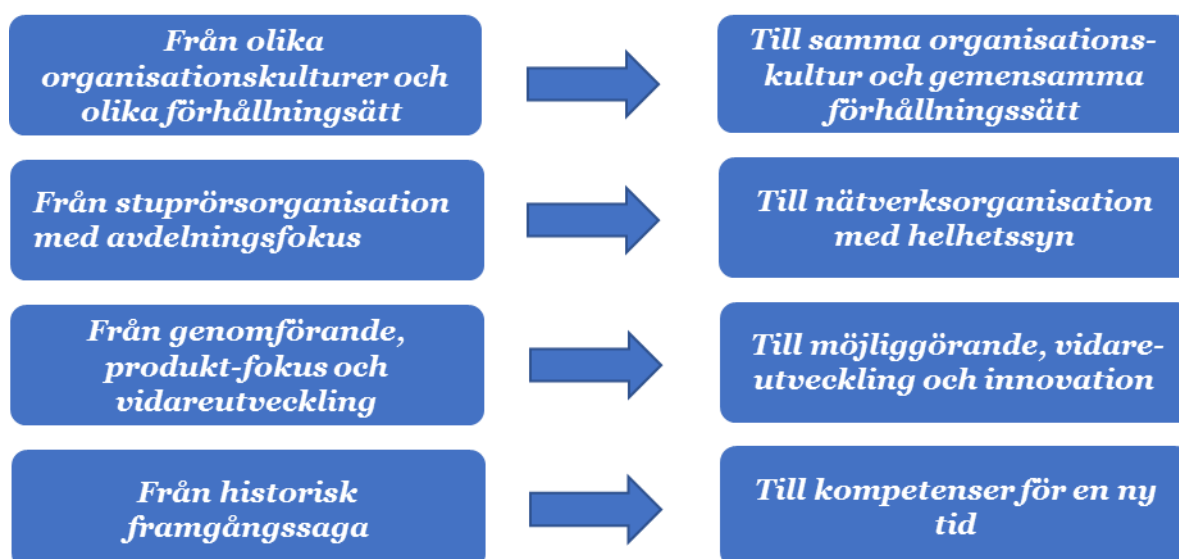 Från olika
organisationskulturer och
olika förhållningsätt
Till samma organisations-
kultur och gemensamma
förhållningssätt
Från stuprörsorganisation
med avdelningsfokus
Till nätverksorganisation
med helhetssyn
Från genomförande,
produkt-fokus och
vidareutveckling
Till möjliggörande, vidare-
utveckling och innovation
Från historisk
framgångssaga
Till kompetenser för en ny
tid